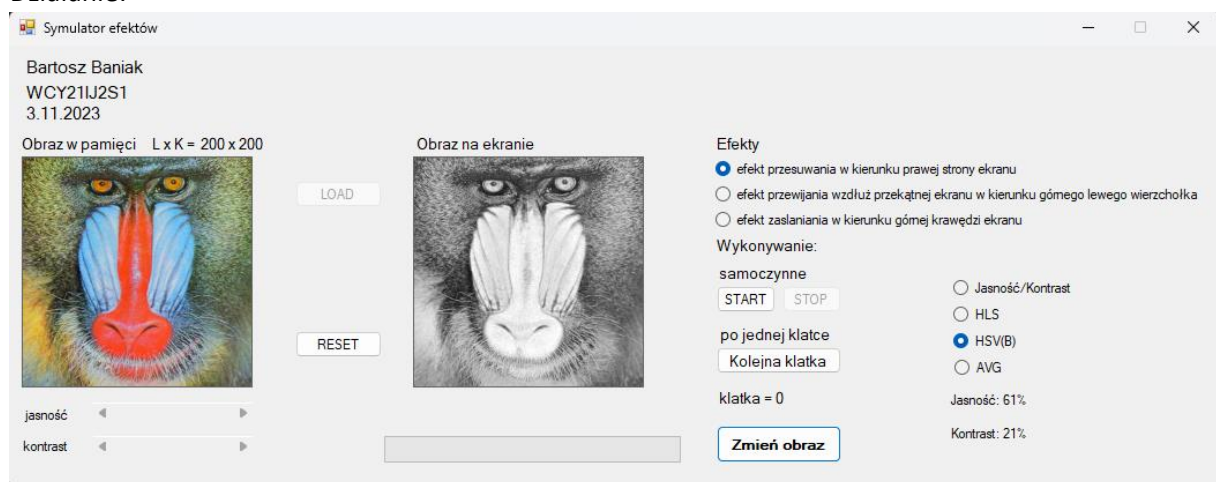 Działanie:
Symulator efektów
Bartosz Baniak
WCY21IJ2S1
3.11.2023
Obraz w pamięci L x K = 200 x 200
Obraz na ekranie
Efekty
LOAD
efekt przesuwania w kierunku prawej strony ekranu
efekt przewijania wzdłuż przekątnej ekranu w kierunku górnego lewego wierzchołka
efekt zasłaniania w kierunku górnej krawędzi ekranu
Wykonywanie:
samoczynne
START STOP
Jasność/Kontrast
HLS
RESET
po jednej klatce
HSV(B)
Kolejna klatka
AVG
klatka = 0
Jasność: 61%
jasność
kontrast
Zmień obraz
Kontrast: 21%